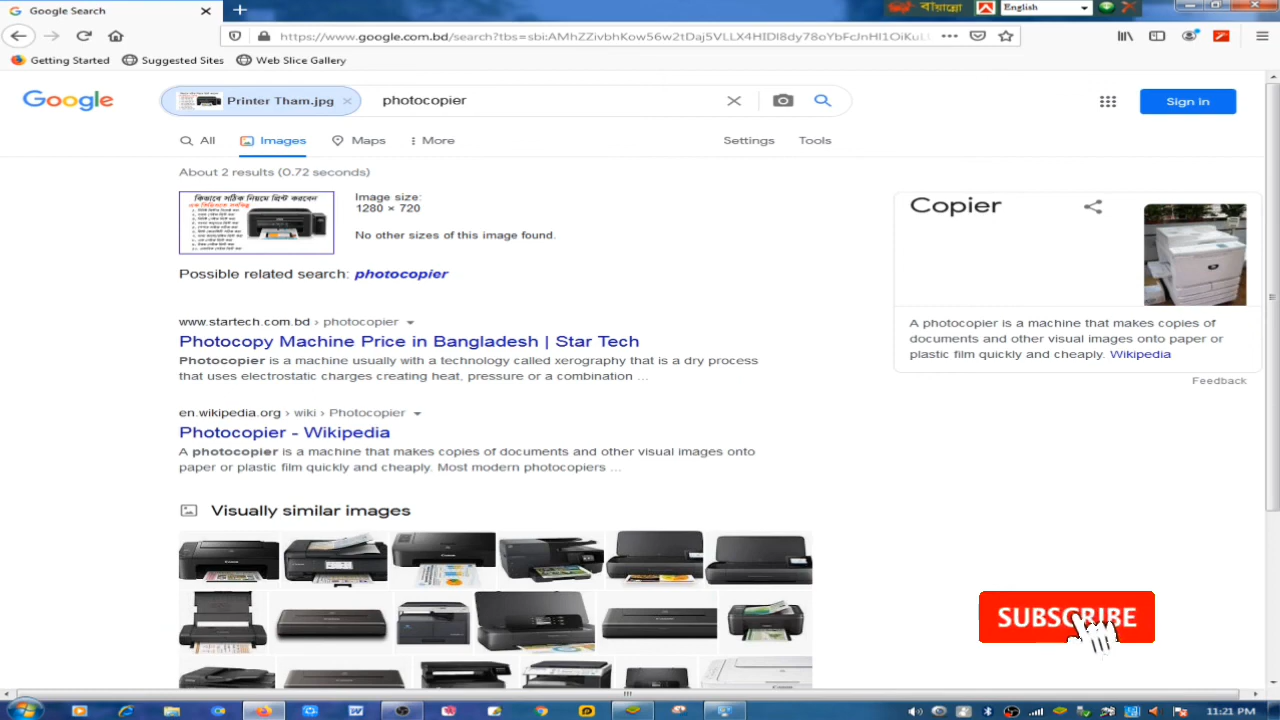 Google Search
বায়ান্নো
English
https://www.google.com.bd/search?tbs=sbi:AMhZZivbhKow56w2tDaj5VLLX4HIDI8dy78oYbFcJnHI1OiKuL
Getting Started
Suggested Sites
Web Slice Gallery
Google
Printer Tham.jpg
photocopier
Sign in
All
Images
Maps
More
Settings
Tools
About 2 results (0.72 seconds)
কিভাবে সঠিক নিয়মে প্রিন্ট করবেন
Image size:
1280 × 720
No other sizes of this image found.
Possible related search: photocopier
Copier
A photocopier is a machine that makes copies of
documents and other visual images onto paper or
plastic film quickly and cheaply. Wikipedia
Feedback
www.startech.com.bd › photocopier
Photocopy Machine Price in Bangladesh | Star Tech
Photocopier is a machine usually with a technology called xerography that is a dry process
that uses electrostatic charges creating heat, pressure or a combination ...
en.wikipedia.org › wiki › Photocopier
Photocopier - Wikipedia
A photocopier is a machine that makes copies of documents and other visual images onto
paper or plastic film quickly and cheaply. Most modern photocopiers ...
Visually similar images
SUBSCRIBE
11:21 PM